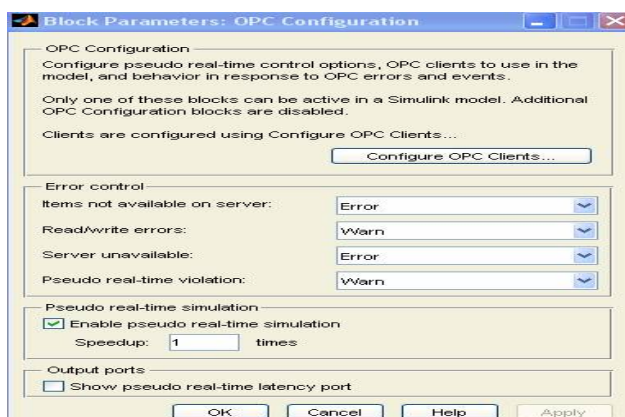 Block Parameters: OPC Configuration
OPC Configuration
Configure pseudo real-time control options, OPC clients to use in the
model, and behavior in response to OPC errors and events.
Only one of these blocks can be active in a Simulink model. Additional
OPC Configuration blocks are disabled.
Clients are configured using Configure OPC Clients...
Configure OPC Clients...
Error control
Items not available on server: Error
Read/write errors: Warn
Server unavailable: Error
Pseudo real-time violation: Warn
Pseudo real-time simulation
Enable pseudo real-time simulation
Speedup: 1 times
Output ports
Show pseudo real-time latency port
OK Cancel Help Apply